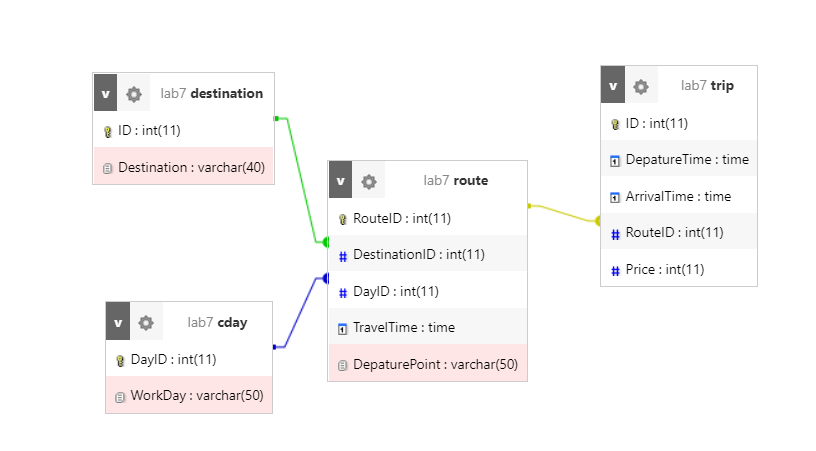 v lab7 destination
ID : int(11)
Destination : varchar(40)
v lab7 cday
DayID : int(11)
WorkDay : varchar(50)
v lab7 route
RouteID : int(11)
# DestinationID : int(11)
# DayID : int(11)
TravelTime : time
DepaturePoint : varchar(50)
v lab7 trip
ID : int(11)
DepatureTime : time
ArrivalTime : time
# RouteID : int(11)
# Price : int(11)